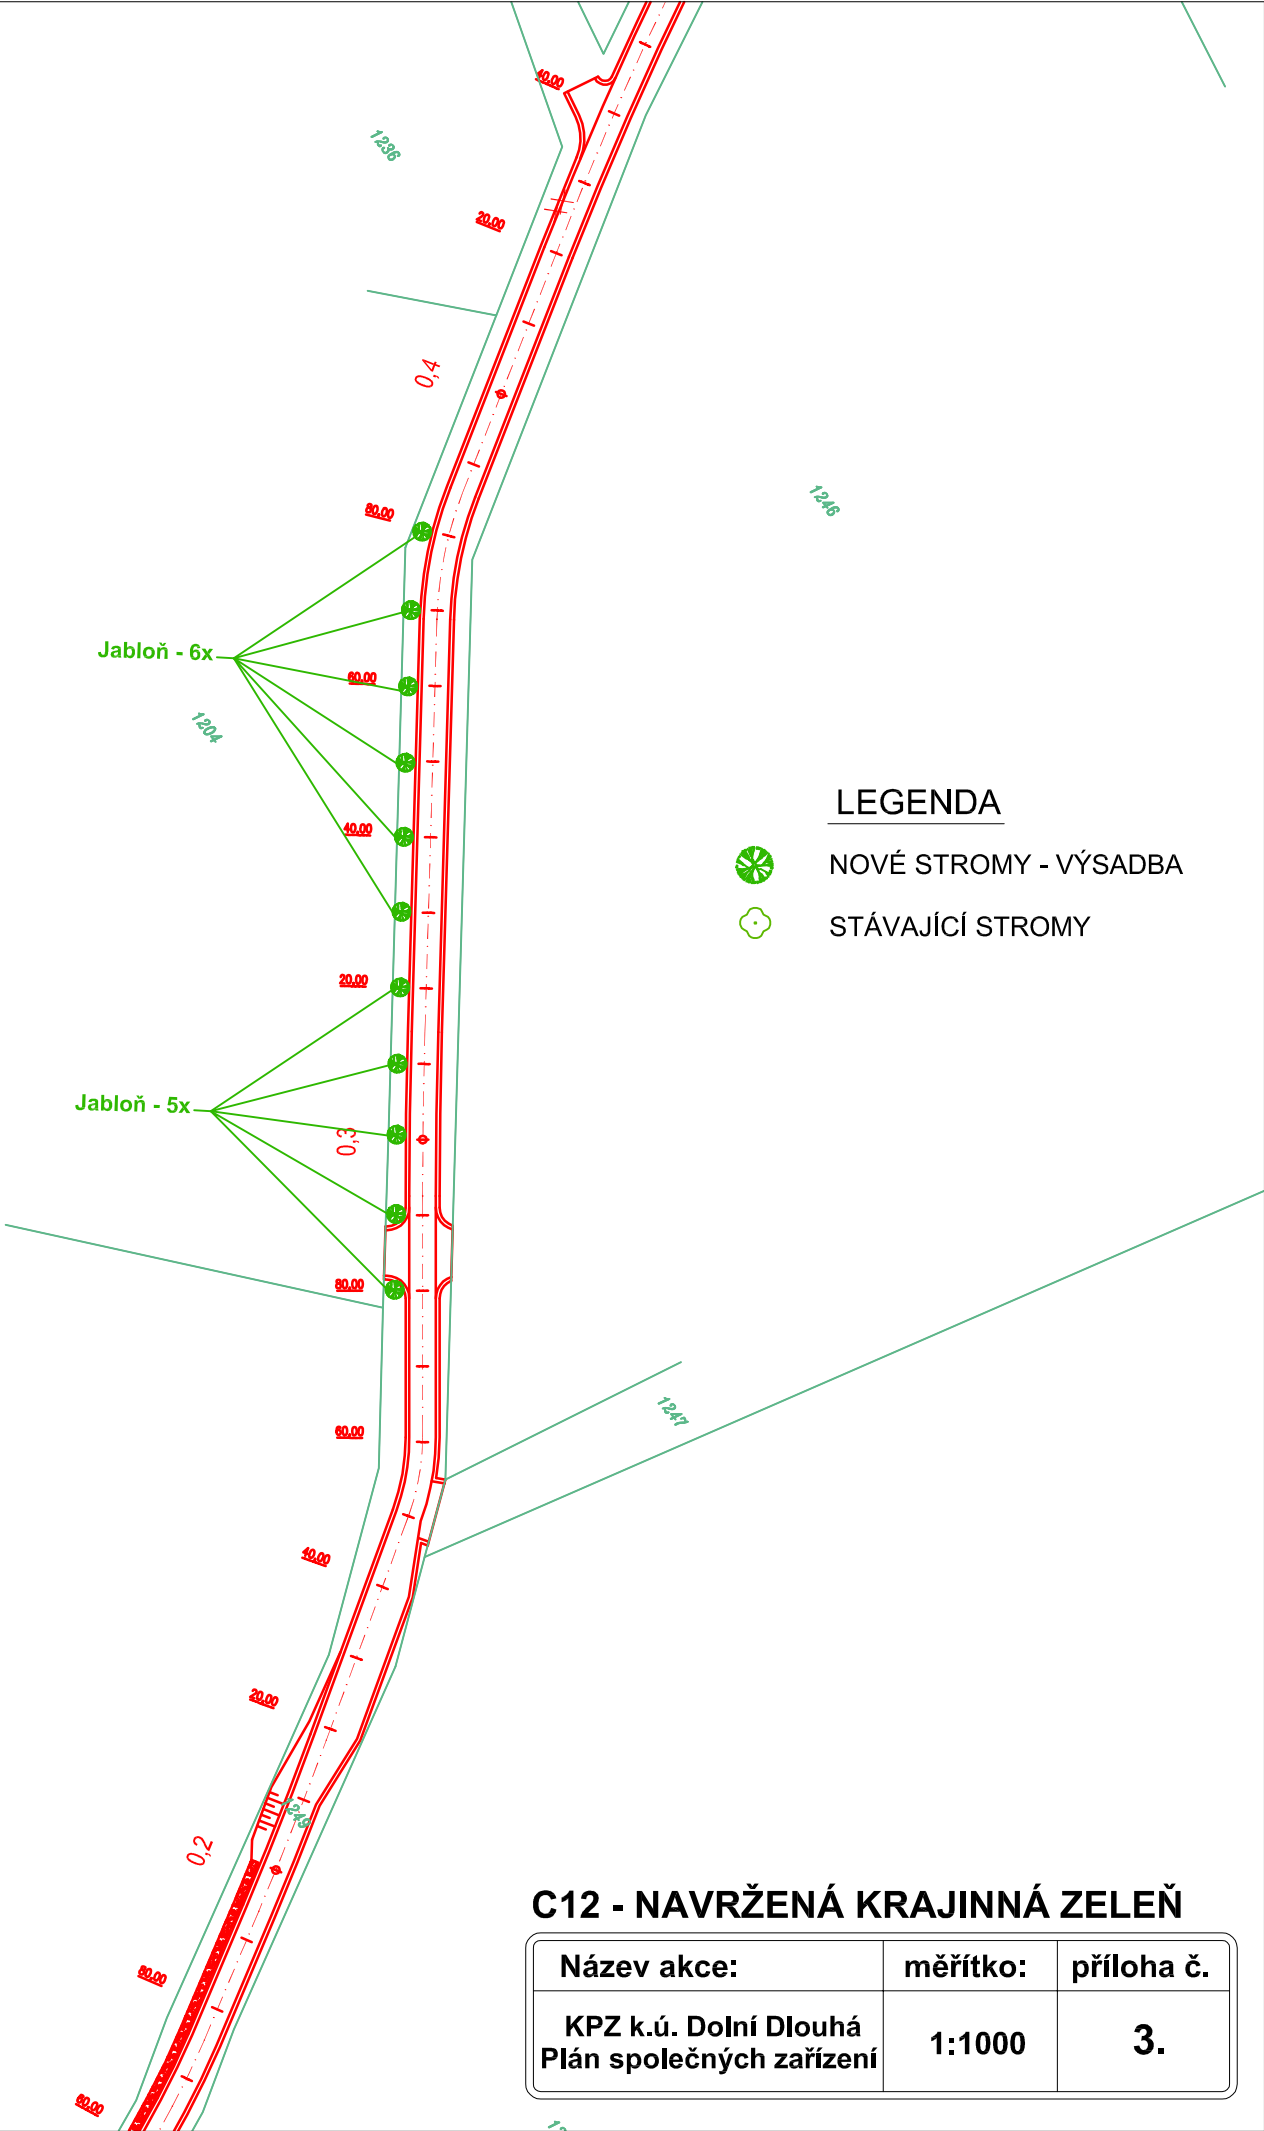 40.00
1236
20.00
0,4
80.00
1246
Jabloň - 6x
60.00
1204
LEGENDA
40.00
NOVÉ STROMY - VÝSADBA
STÁVAJÍCÍ STROMY
20.00
Jabloň - 5x
0,3
80.00
1247
60.00
40.00
20.00
1249
0,2
C12 - NAVRŽENÁ KRAJINNÁ ZELEŇ
Název akce:
měřítko:
příloha č.
80.00
KPZ k.ú. Dolní Dlouhá
Plán společných zařízení
1:1000
3.
60.00